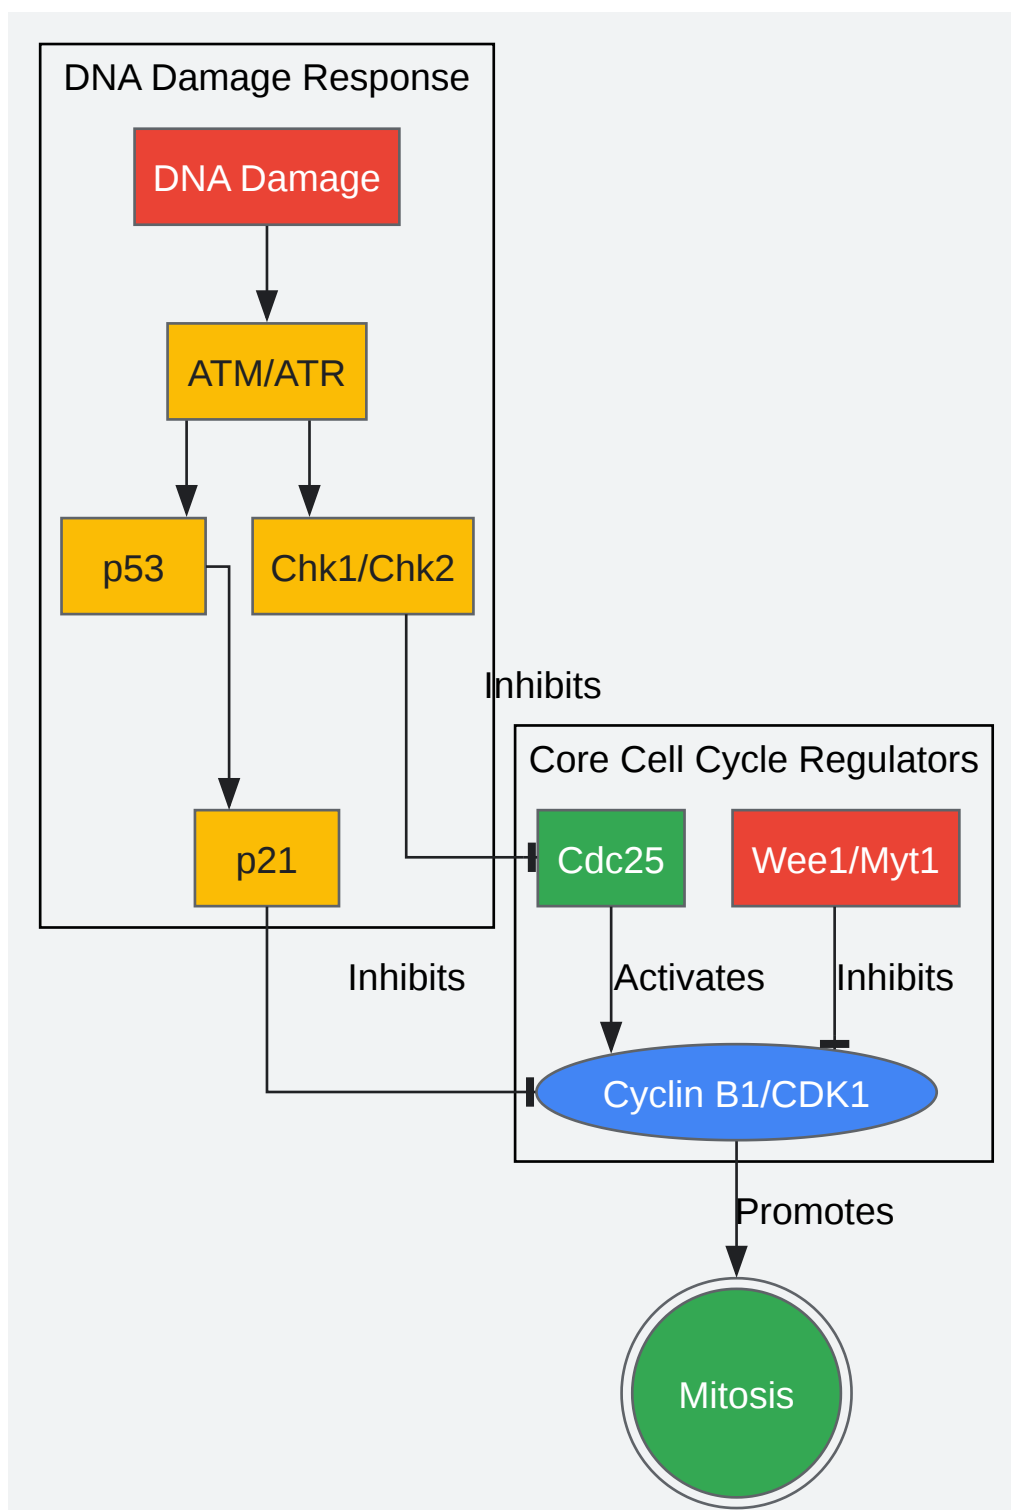 DNA Damage Response
DNA Damage
ATM/ATR
p53
Chk1/Chk2
Inhibits
Core Cell Cycle Regulators
p21
Cdc25
Wee1/Myt1
Inhibits
Activates
Inhibits
Cyclin B1/CDK1
Promotes
Mitosis